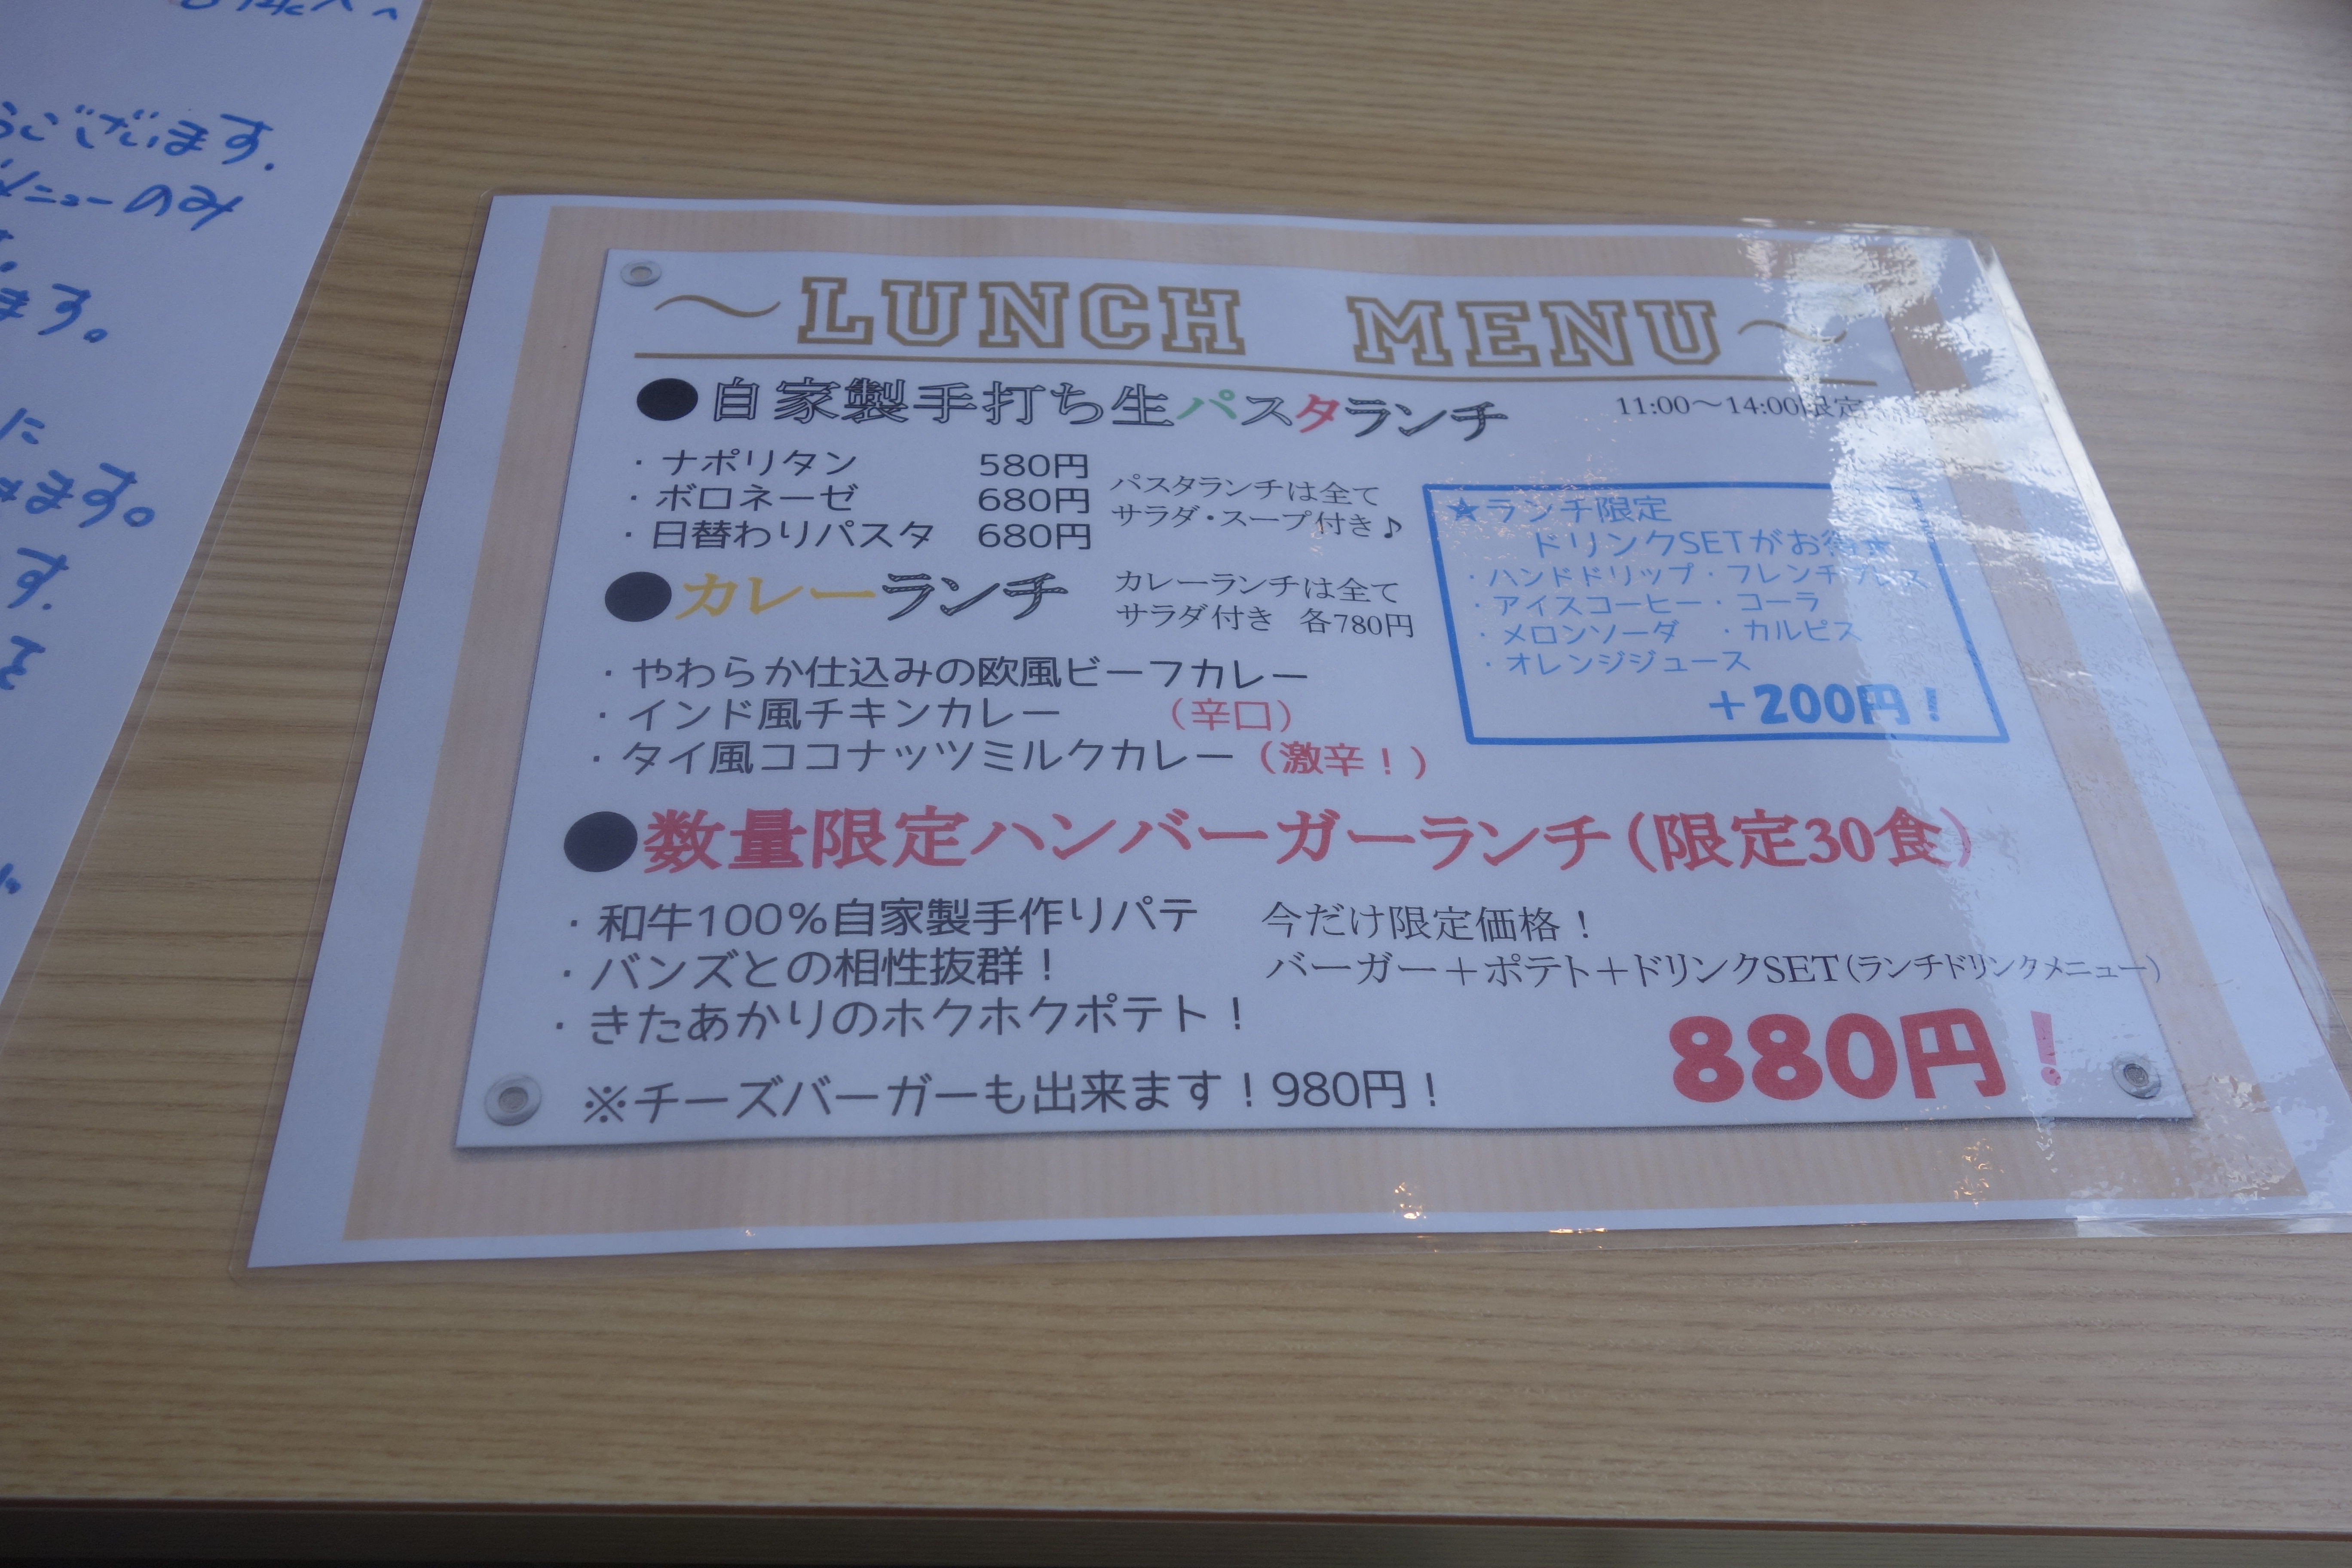 うございます.
メニューのみ
ます。
に
きます。
す.
を
～LUNCH MENU～
●自家製手打ち生パスタランチ
11:00～14:00限定
・ナポリタン 580円
・ボロネーゼ 680円
・日替わりパスタ 680円
パスタランチは全て
サラダ・スープ付き♪
●カレーランチ
カレーランチは全て
サラダ付き 各780円
・やわらか仕込みの欧風ビーフカレー
・インド風チキンカレー （辛口）
・タイ風ココナッツミルクカレー（激辛！）
★ランチ限定
ドリンクSETがお得★
・ハンドドリップ・フレンチプレス
・アイスコーヒー・コーラ
・メロンソーダ ・カルピス
・オレンジジュース
＋200円！
●数量限定ハンバーガーランチ（限定30食）
・和牛100％自家製手作りパテ
・バンズとの相性抜群！
・きたあかりのホクホクポテト！
今だけ限定価格！
バーガー＋ポテト＋ドリンクSET（ランチドリンクメニュー）
880円！
※チーズバーガーも出来ます！980円！